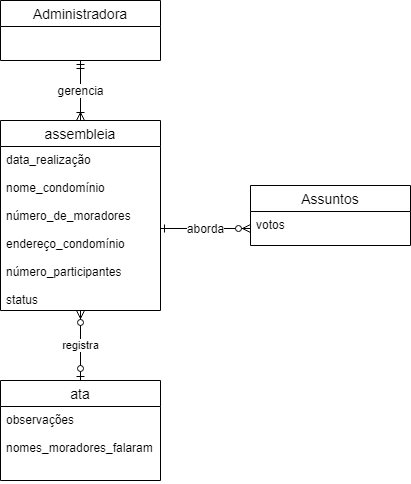 Administradora
gerencia
assembleia
data_realização
nome_condomínio
número_de_moradores
endereço_condomínio
número_participantes
status
aborda
Assuntos
votos
registra
ata
observações
nomes_moradores_falaram